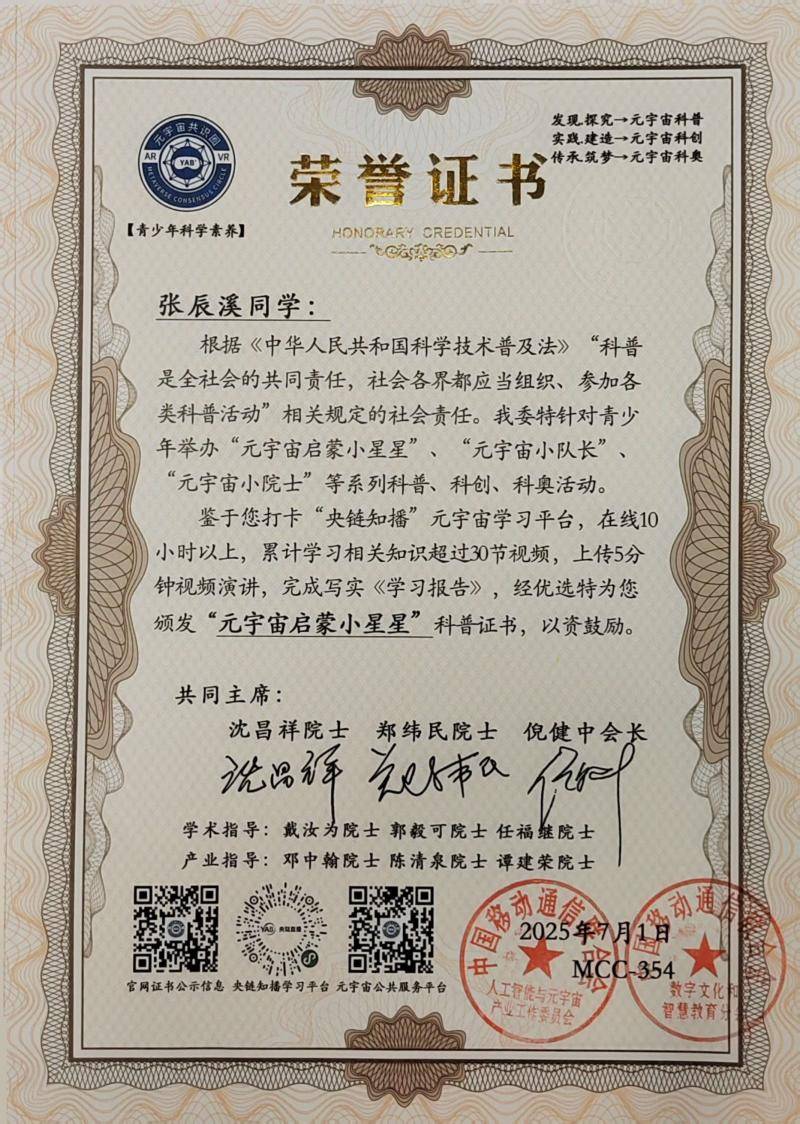 元宇宙共识圈
AR
YAB
VR
METAVERSE CONSENSUS CIRCLE
【青少年科学素养】
发现.探究→元宇宙科普
实践.建造→元宇宙科创
传承.筑梦→元宇宙科奥
荣誉证书
HONORARY CREDENTIAL
张辰溪同学：
根据《中华人民共和国科学技术普及法》“科普
是全社会的共同责任，社会各界都应当组织、参加各
类科普活动”相关规定的社会责任。我委特针对青少
年举办“元宇宙启蒙小星星”、“元宇宙小队长”、
“元宇宙小院士”等系列科普、科创、科奥活动。
鉴于您打卡“央链知播”元宇宙学习平台，在线10
小时以上，累计学习相关知识超过30节视频，上传5分
钟视频演讲，完成写实《学习报告》，经优选特为您
颁发“元宇宙启蒙小星星”科普证书，以资鼓励。
共同主席：
沈昌祥院士 郑纬民院士 倪健中会长
沈昌祥
学术指导：戴汝为院士 郭毅可院士 任福继院士
产业指导：邓中翰院士 陈清泉院士 谭建荣院士
YAB 央链直播
官网证书公示信息 央链知播学习平台 元宇宙公共服务平台
中国移动通信联合会
人工智能与元宇宙
产业工作委员会
国移动通信联合会
数字文化和
智慧教育分会
2025年7月1日
MCC-354